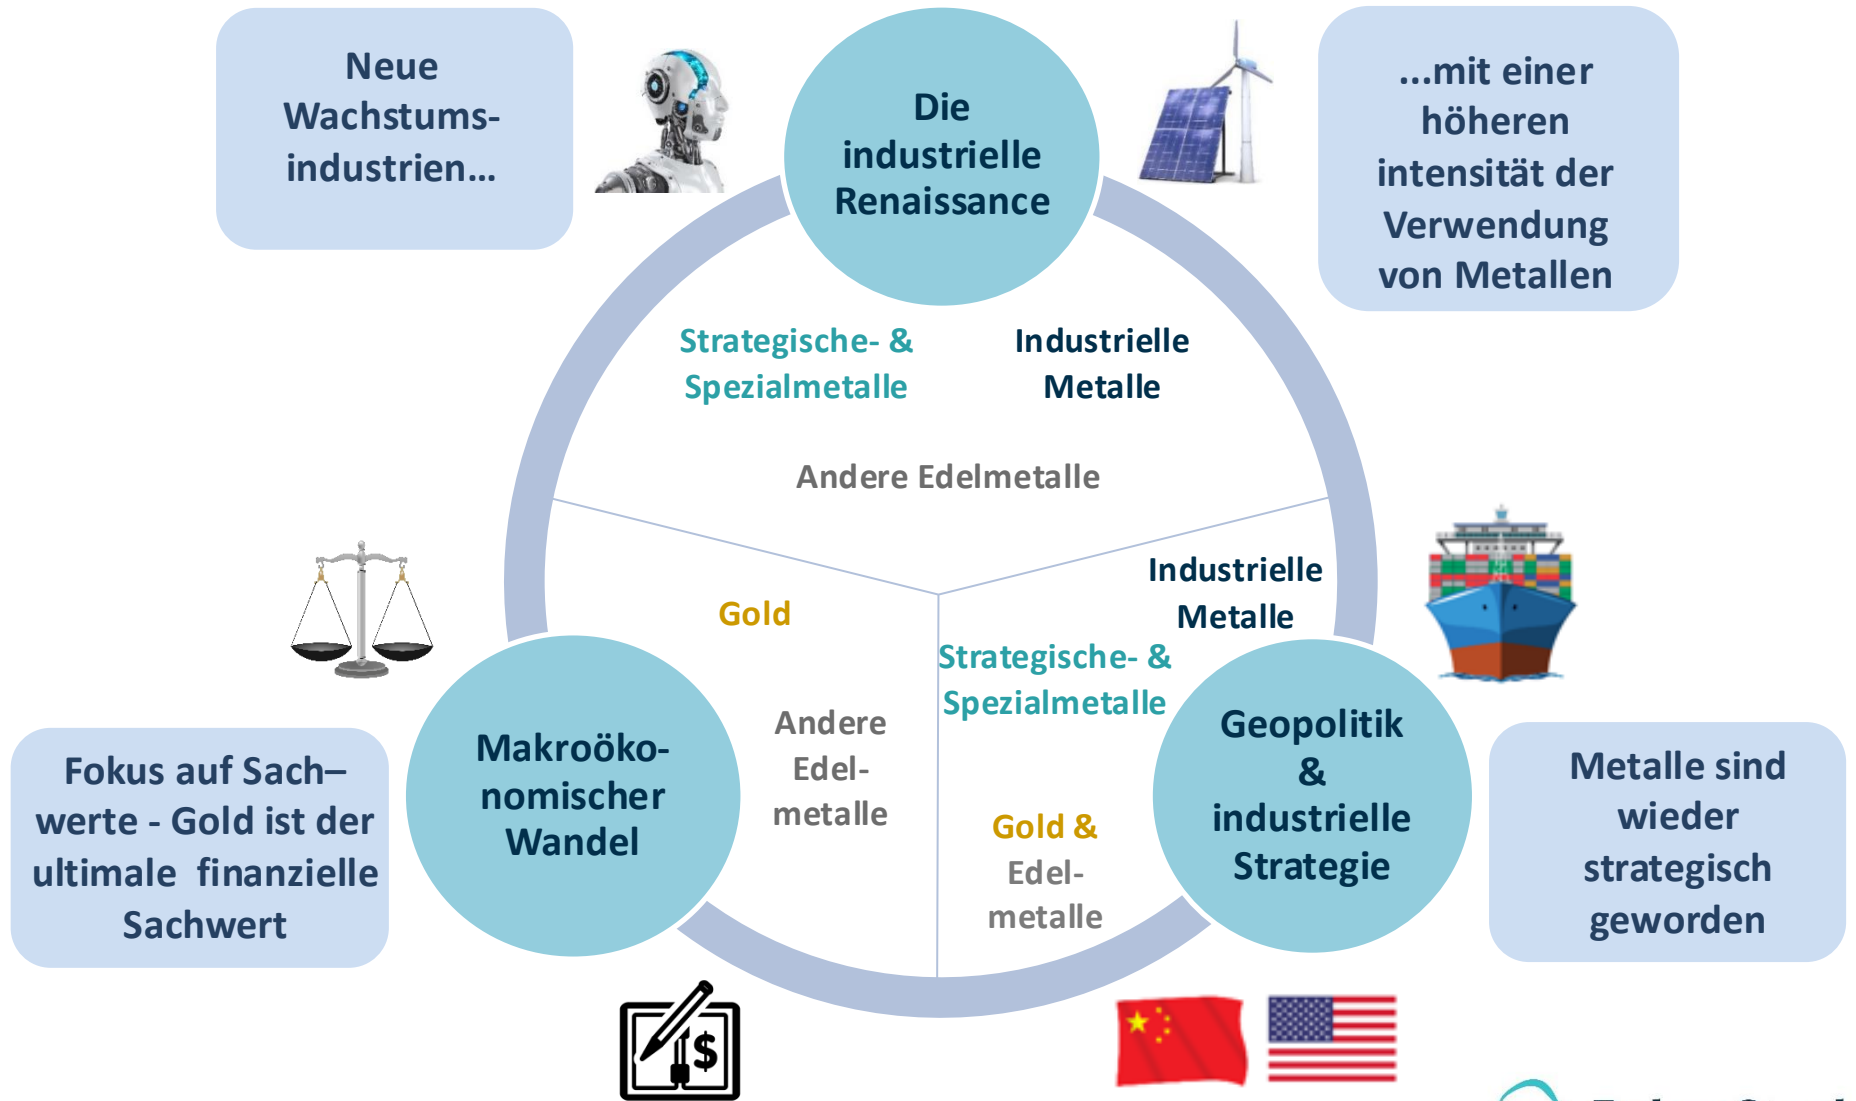 Neue
Wachstums-
industrien...
Die
industrielle
Renaissance
...mit einer
höheren
intensität der
Verwendung
von Metallen
Strategische- &
Spezialmetalle
Industrielle
Metalle
Andere Edelmetalle
Gold
Andere
Edel-
metalle
Industrielle
Metalle
Strategische- &
Spezialmetalle
Gold &
Edel-
metalle
Makroöko-
nomischer
Wandel
Geopolitik
&
industrielle
Strategie
Fokus auf Sach–
werte - Gold ist der
ultimale  finanzielle
Sachwert
Metalle sind
wieder
strategisch
geworden
$